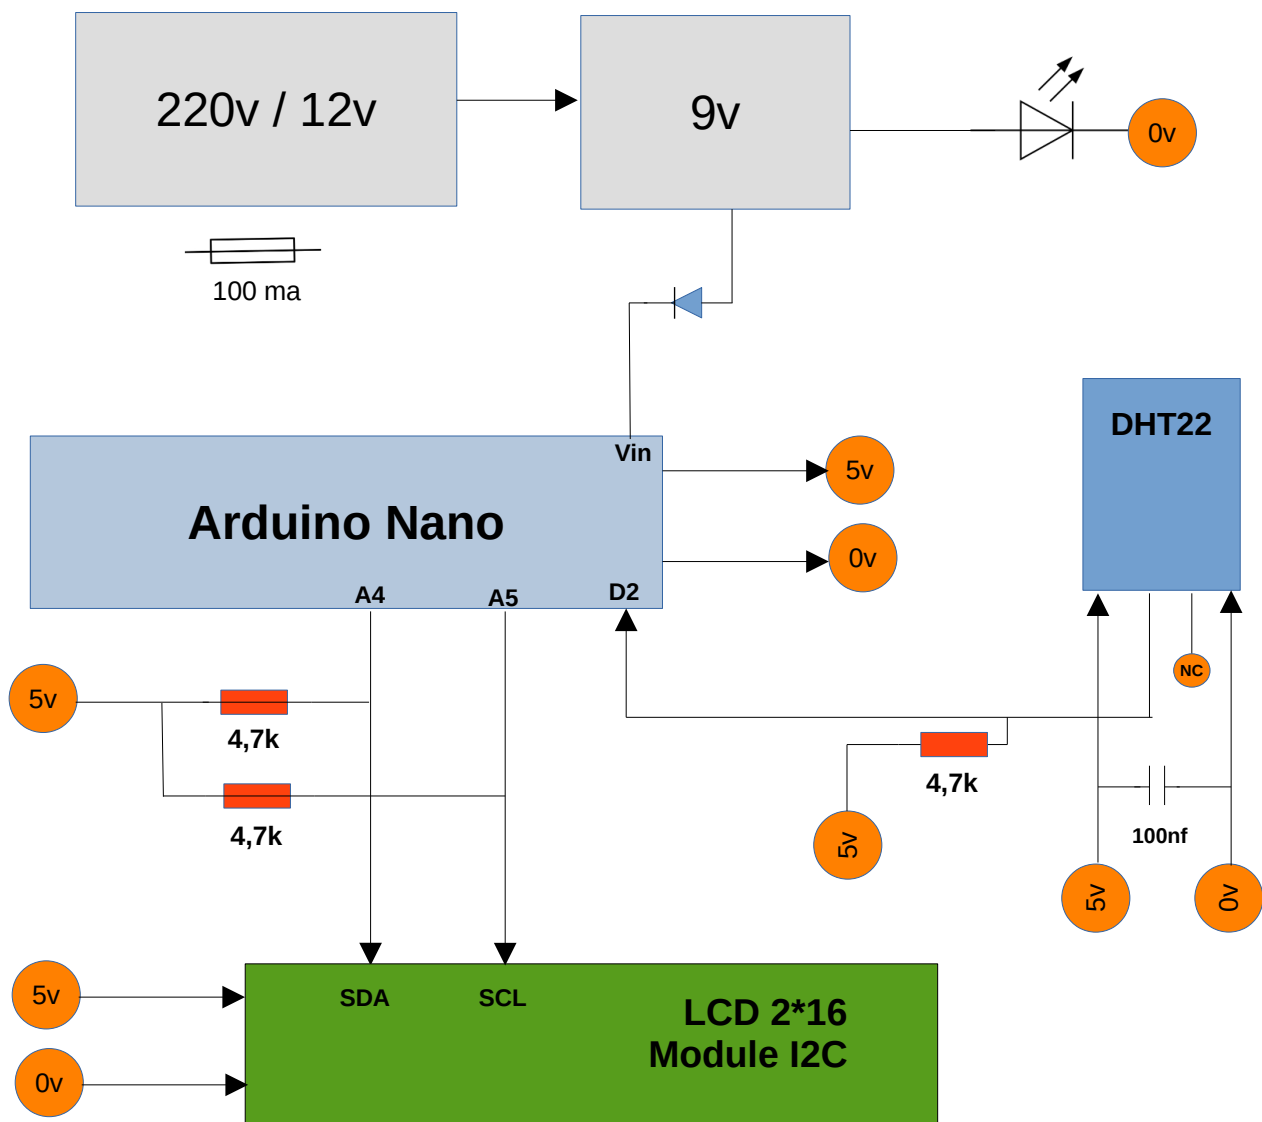 220v / 12v
9v
0v
100 ma
DHT22
Vin
5v
Arduino Nano
0v
A4
A5
D2
NC
5v
4,7k
4,7k
4,7k
100nf
5v
5v
0v
5v
SDA
SCL
LCD 2*16
Module I2C
0v